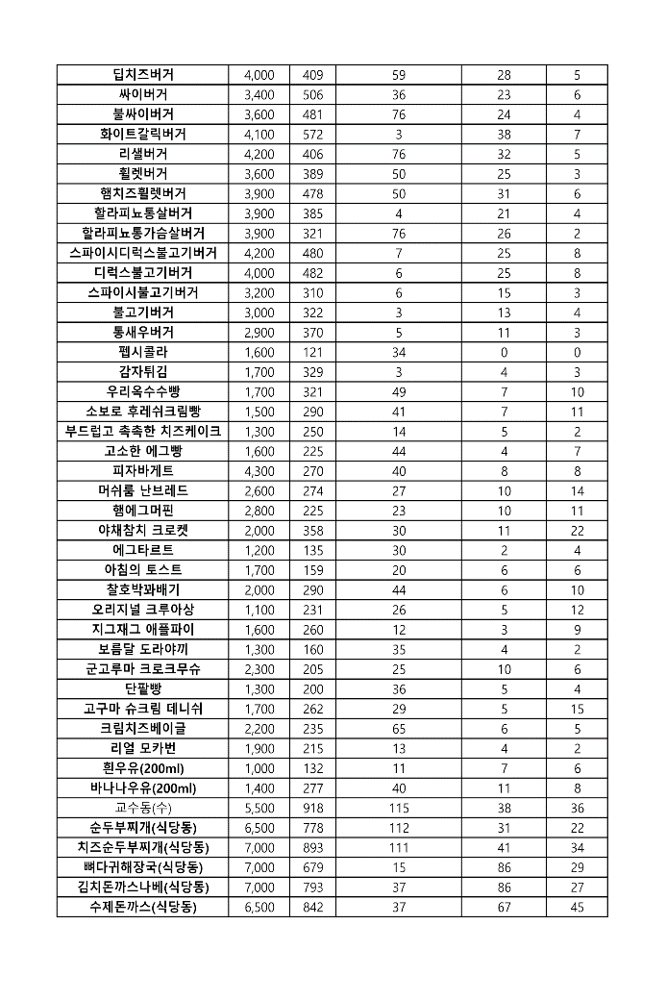 딥치즈버거 4,000 409 59 28 5
싸이버거 3,400 506 36 23 6
불싸이버거 3,600 481 76 24 4
화이트갈릭버거 4,100 572 3 38 7
리샐버거 4,200 406 76 32 5
휠렛버거 3,600 389 50 25 3
햄치즈휠렛버거 3,900 478 50 31 6
할라피뇨통살버거 3,900 385 4 21 4
할라피뇨통가슴살버거 3,900 321 76 26 2
스파이시디럭스불고기버거 4,200 480 7 25 8
디럭스불고기버거 4,000 482 6 25 8
스파이시불고기버거 3,200 310 6 15 3
불고기버거 3,000 322 3 13 4
통새우버거 2,900 370 5 11 3
펩시콜라 1,600 121 34 0 0
감자튀김 1,700 329 3 4 3
우리옥수수빵 1,700 321 49 7 10
소보로 후레쉬크림빵 1,500 290 41 7 11
부드럽고 촉촉한 치즈케이크 1,300 250 14 5 2
고소한 에그빵 1,600 225 44 4 7
피자바게트 4,300 270 40 8 8
머쉬룸 난브레드 2,600 274 27 10 14
햄에그머핀 2,800 225 23 10 11
야채참치 크로켓 2,000 358 30 11 22
에그타르트 1,200 135 30 2 4
아침의 토스트 1,700 159 20 6 6
찰호박꽈배기 2,000 290 44 6 10
오리지널 크루아상 1,100 231 26 5 12
지그재그 애플파이 1,600 260 12 3 9
보름달 도라야끼 1,300 160 35 4 2
군고루마 크로크무슈 2,300 205 25 10 6
단팥빵 1,300 200 36 5 4
고구마 슈크림 데니쉬 1,700 262 29 5 15
크림치즈베이글 2,200 235 65 6 5
리얼 모카번 1,900 215 13 4 2
흰우유(200ml) 1,000 132 11 7 6
바나나우유(200ml) 1,400 277 40 11 8
교수동(수) 5,500 918 115 38 36
순두부찌개(식당동) 6,500 778 112 31 22
치즈순두부찌개(식당동) 7,000 893 111 41 34
뼈다귀해장국(식당동) 7,000 679 15 86 29
김치돈까스나베(식당동) 7,000 793 37 86 27
수제돈까스(식당동) 6,500 842 37 67 45